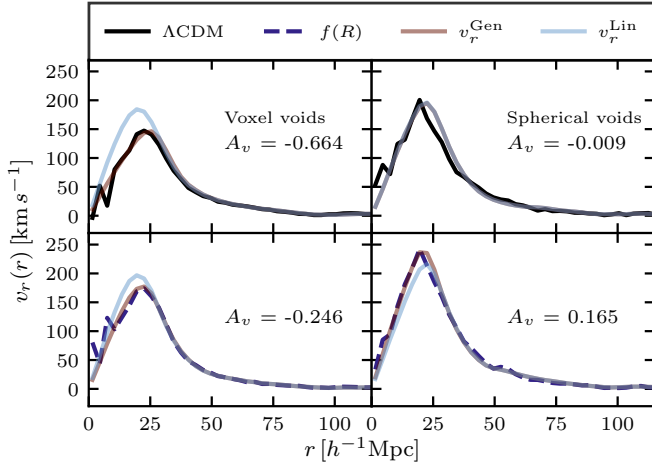 ΛCDM f(R) v_r^Gen v_r^Lin
250
200
150
100
50
0
Voxel voids
A_v = -0.664
Spherical voids
A_v = -0.009
v_r(r) [km s⁻¹]
250
200
150
100
50
0
A_v = -0.246
A_v = 0.165
0 25 50 75 100 0 25 50 75 100
r [h⁻¹Mpc]